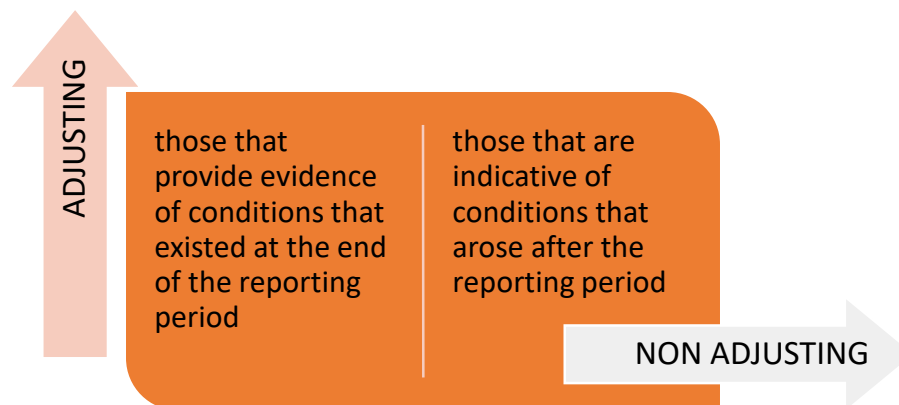 ADJUSTING
those that
provide evidence
of conditions that
existed at the end
of the reporting
period
those that are
indicative of
conditions that
arose after the
reporting period
NON ADJUSTING